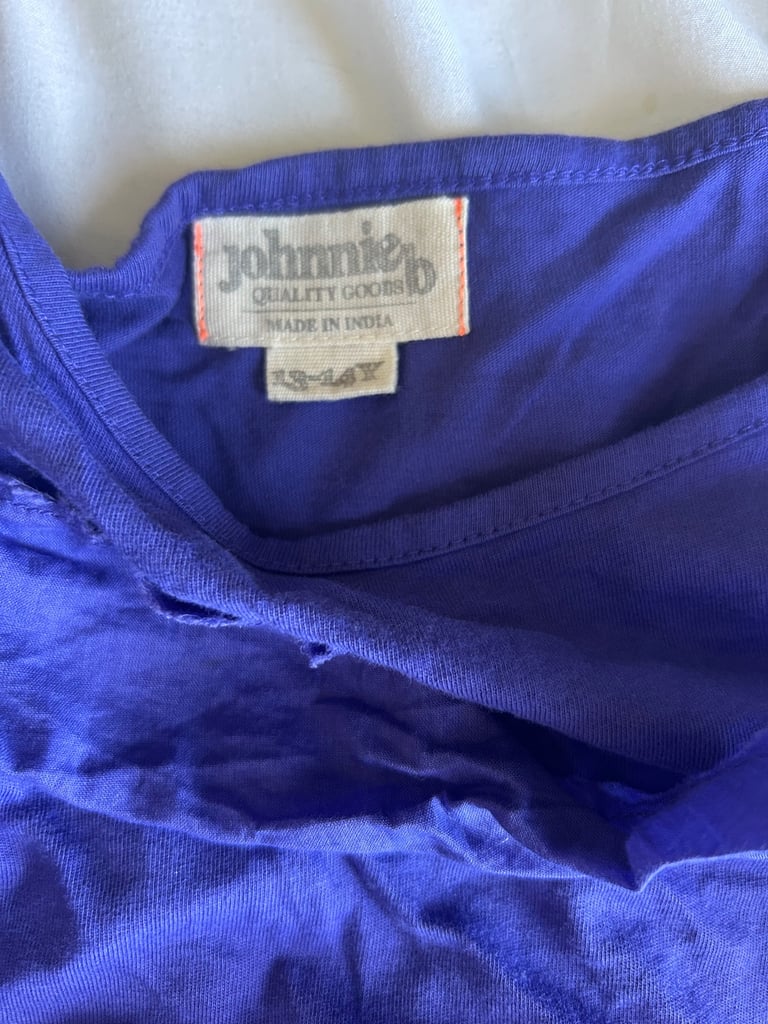 Johnnie b
QUALITY GOODS
MADE IN INDIA
13-14Y